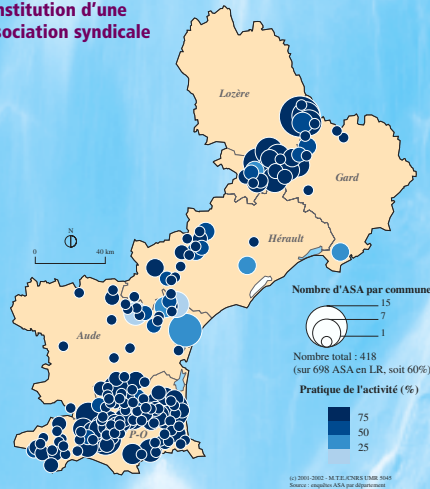 nstitution d'une
sociation syndicale
Lozère
Gard
N
Hérault
0 40 km
Nombre d'ASA par commune
15
7
1
Aude
Nombre total : 418
(sur 698 ASA en LR, soit 60%)
Pratique de l'activité (%)
75
50
25
P-O
(c) 2001-2002 - M.T.E./CNRS UMR 5045
Source : enquêtes ASA par département